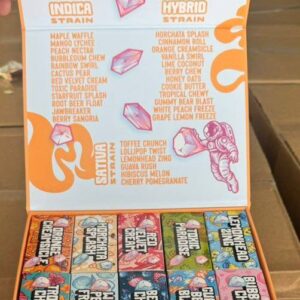 INDICA
STRAIN
MAPLE WAFFLE
MANGO LYCHEE
PEACH NECTAR
BUBBLEGUM CHEW
RAINBOW SWIRL
CACTUS PEAR
RED VELVET CREAM
TOXIC PARADISE
STARFRUIT SPLASH
ROOT BEER FLOAT
JAWBREAKER
BERRY SANGRIA
HYBRID
STRAIN
HORCHATA SPLASH
CINNAMON ROLL
ORANGE CREAMSICLE
VANILLA SWIRL
LIME COCONUT
BERRY CHEW
HONEY OATS
COOKIE BUTTER
TROPICAL CHEWY
GUMMY BEAR BLAST
WHITE PEACH FREEZE
GRAPE LEMON FREEZE
SATIVA
STRAIN
TOFFEE CRUNCH
LOLLIPOP TWIST
LEMONHEAD ZING
GUAVA RUSH
HIBISCUS MELON
CHERRY POMEGRANATE
HORCHATA
SPLASH